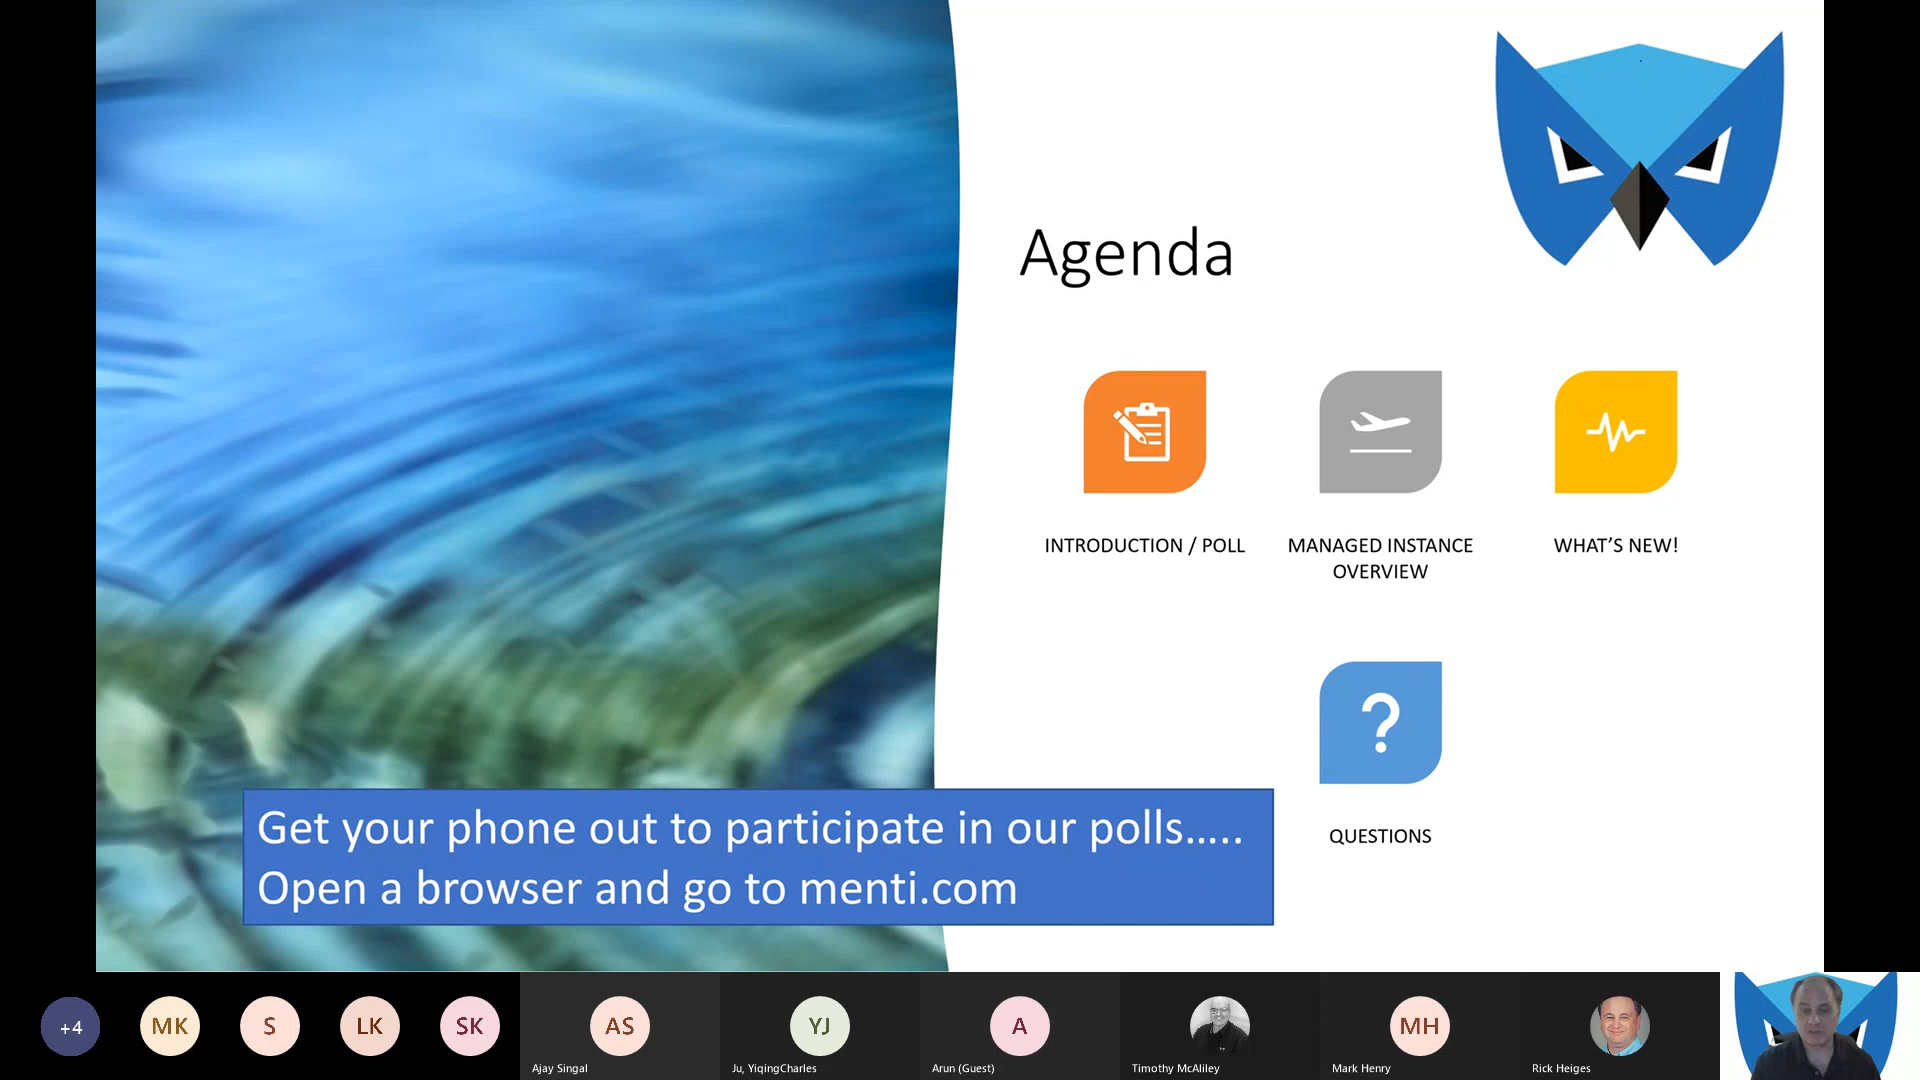 Agenda
INTRODUCTION / POLL
MANAGED INSTANCE
OVERVIEW
WHAT'S NEW!
QUESTIONS
Get your phone out to participate in our polls.....
Open a browser and go to menti.com
+4
MK
S
LK
SK
AS
Ajay Singal
YJ
Ju, YiqingCharles
A
Arun (Guest)
Timothy McAliley
MH
Mark Henry
Rick Heiges